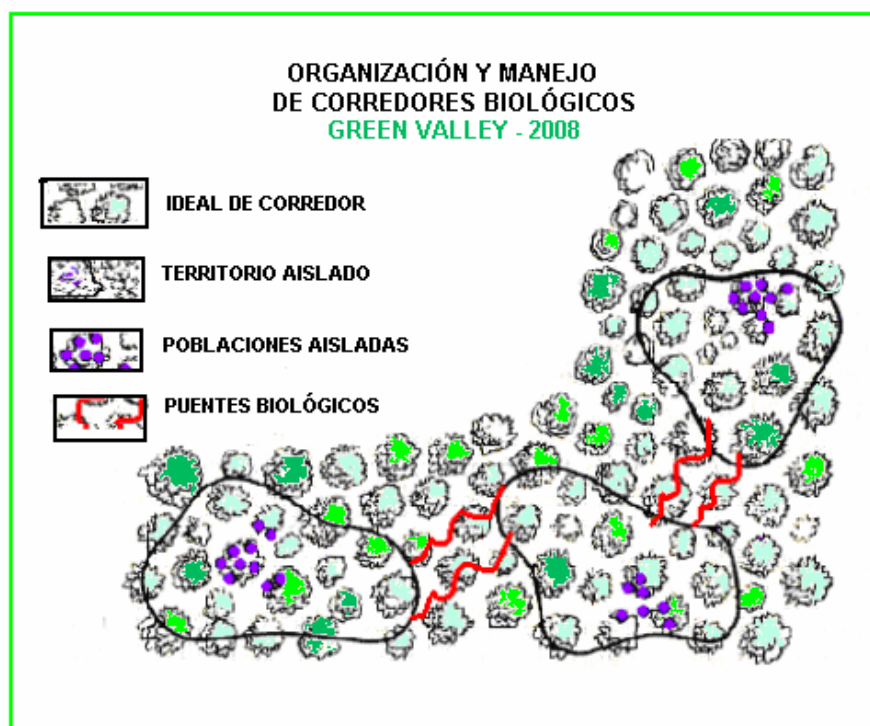 ORGANIZACIÓN Y MANEJO
DE CORREDORES BIOLÓGICOS
GREEN VALLEY - 2008
IDEAL DE CORREDOR
TERRITORIO AISLADO
POBLACIONES AISLADAS
PUENTES BIOLÓGICOS